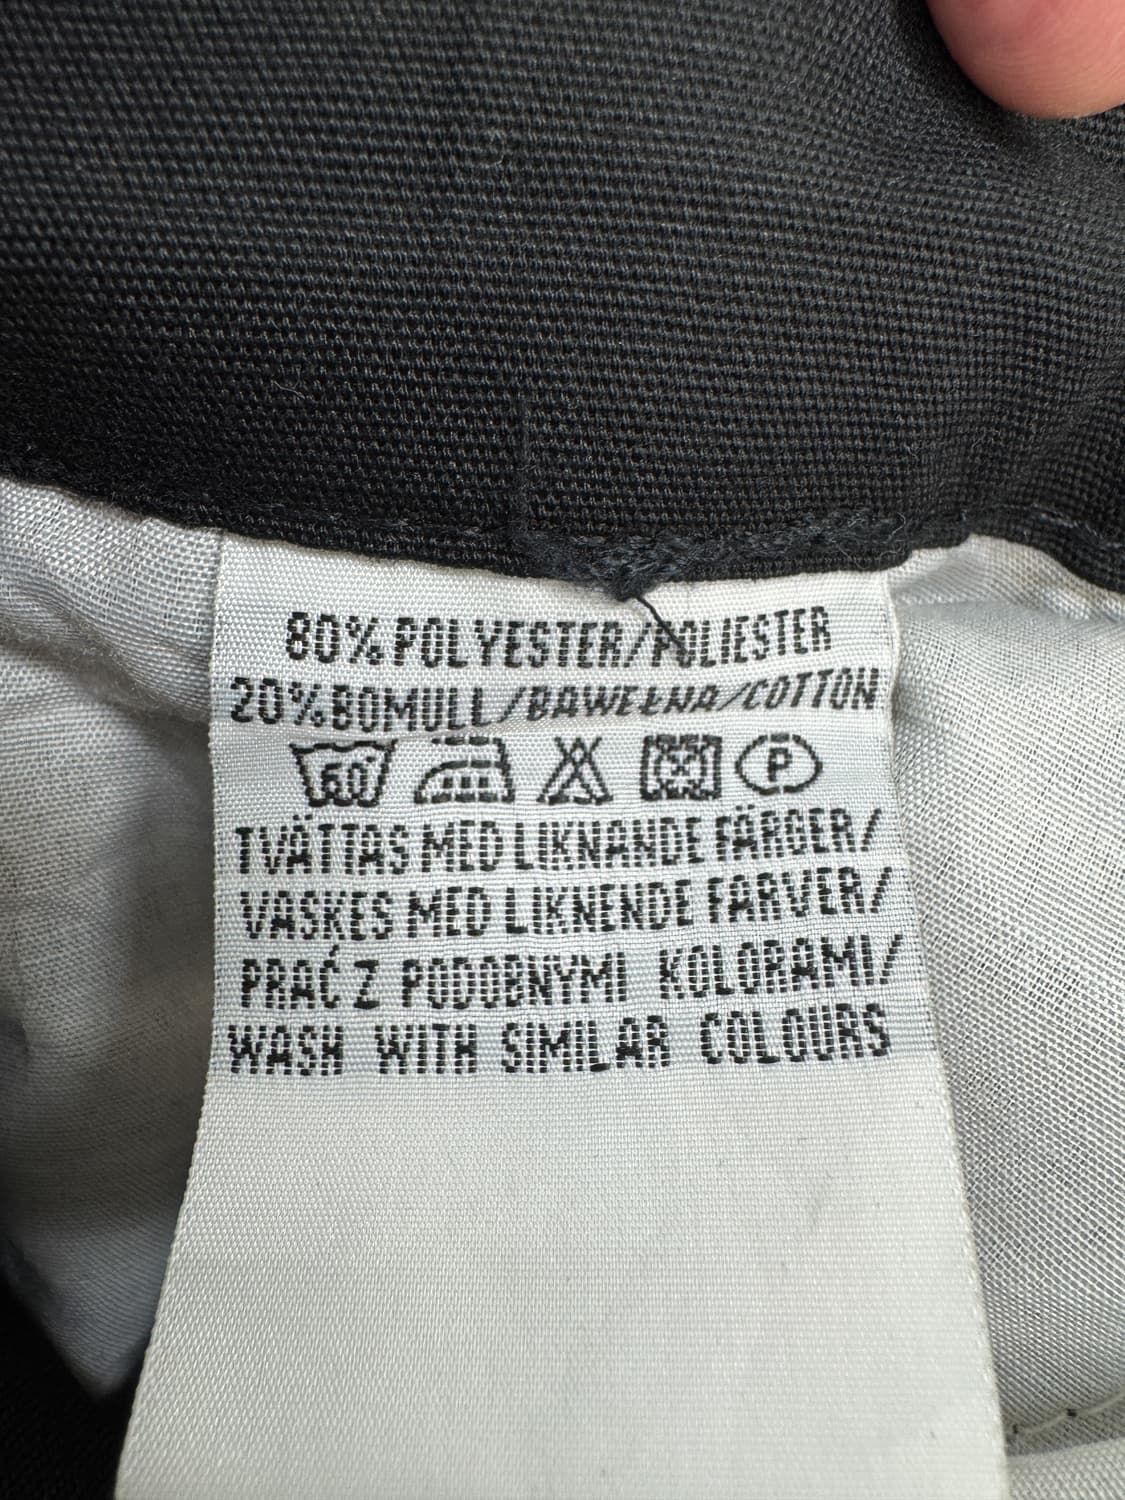 80% POLYESTER/POLIESTER
20% BOMULL/BAWEŁNA/COTTON
60 P
TVÄTTAS MED LIKNANDE FÄRGER/
VASKES MED LIKNENDE FARVER/
PRAĆ Z PODOBNYMI KOLORAMI/
WASH WITH SIMILAR COLOURS